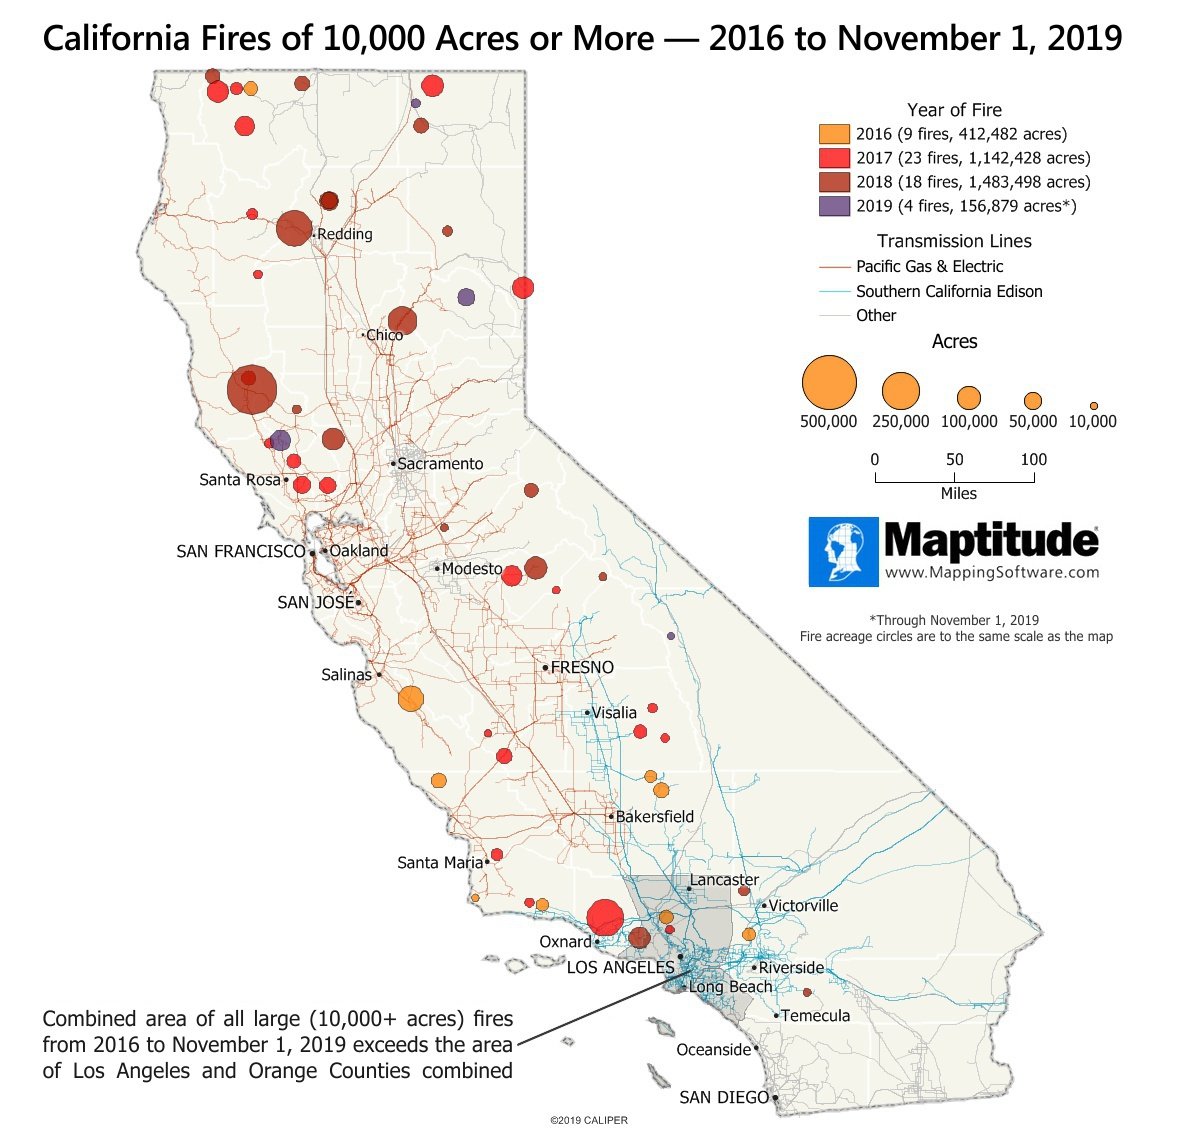 California Fires of 10,000 Acres or More — 2016 to November 1, 2019
Year of Fire
2016 (9 fires, 412,482 acres)
2017 (23 fires, 1,142,428 acres)
2018 (18 fires, 1,483,498 acres)
2019 (4 fires, 156,879 acres*)
Transmission Lines
Pacific Gas & Electric
Southern California Edison
Other
Acres
500,000 250,000 100,000 50,000 10,000
0 50 100
Miles
Maptitude®
www.MappingSoftware.com
*Through November 1, 2019
Fire acreage circles are to the same scale as the map
Redding
Chico
Sacramento
Santa Rosa
SAN FRANCISCO
Oakland
Modesto
SAN JOSÉ
FRESNO
Salinas
Visalia
Bakersfield
Santa Maria
Lancaster
Victorville
Oxnard
LOS ANGELES
Riverside
Long Beach
Temecula
Oceanside
SAN DIEGO
Combined area of all large (10,000+ acres) fires
from 2016 to November 1, 2019 exceeds the area
of Los Angeles and Orange Counties combined
©2019 CALIPER